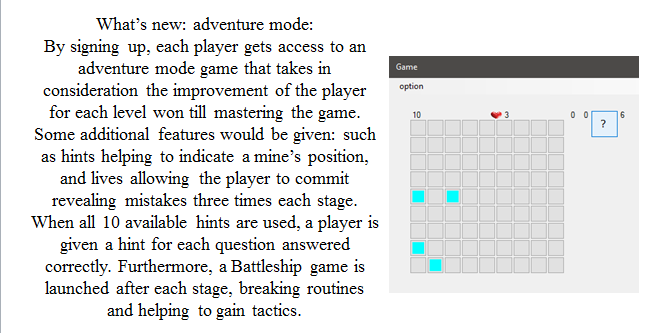 What's new: adventure mode:
By signing up, each player gets access to an
adventure mode game that takes in
consideration the improvement of the player
for each level won till mastering the game.
Some additional features would be given: such
as hints helping to indicate a mine's position,
and lives allowing the player to commit
revealing mistakes three times each stage.
When all 10 available hints are used, a player is
given a hint for each question answered
correctly. Furthermore, a Battleship game is
launched after each stage, breaking routines
and helping to gain tactics.
Game
option
10 3 0 0 ? 6